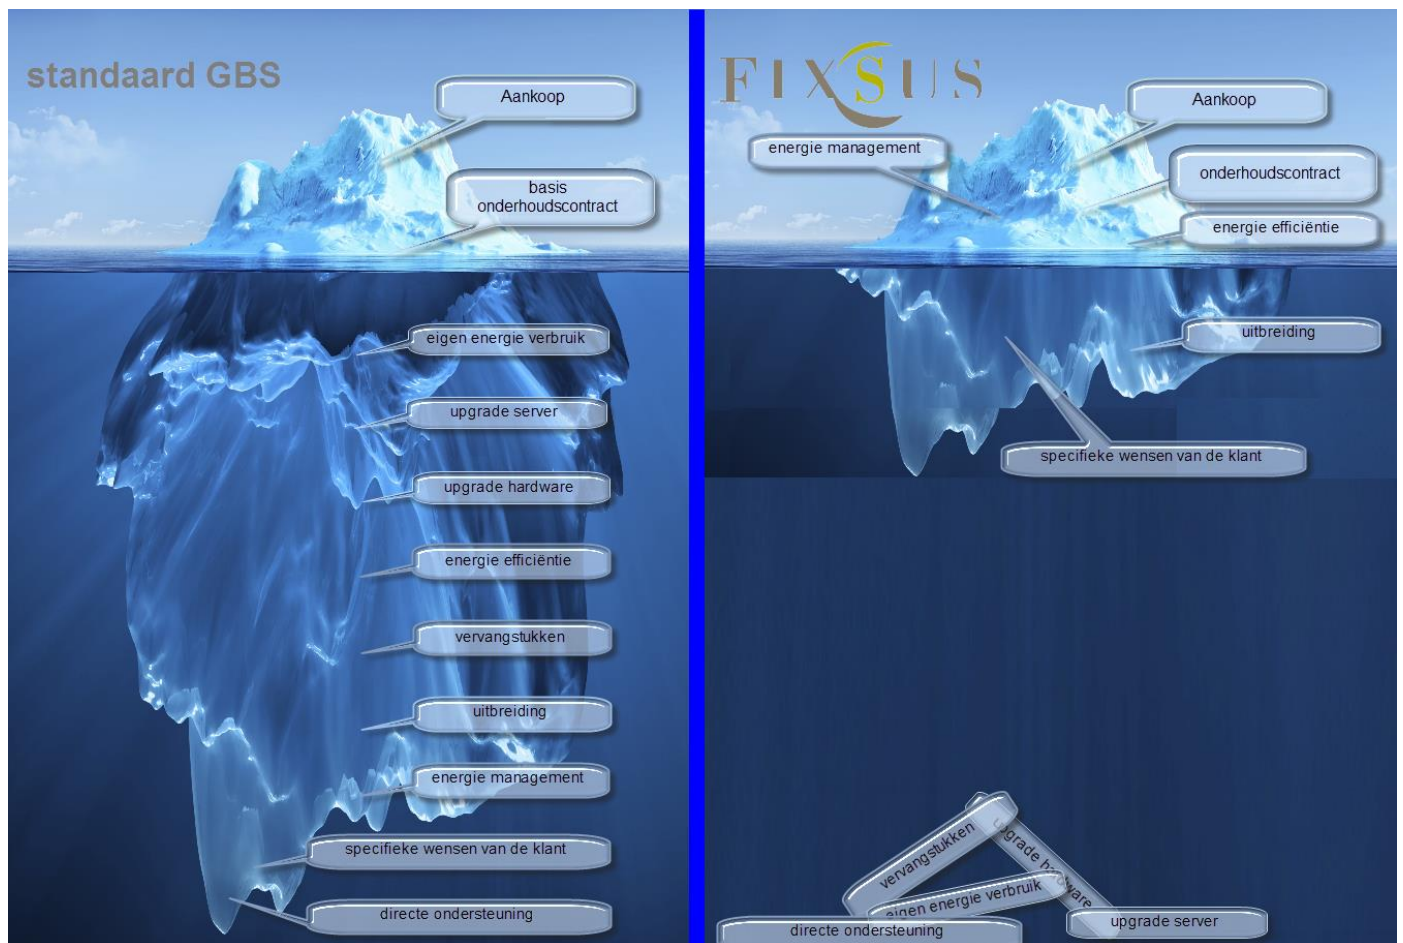 standaard GBS
Aankoop
basis
onderhoudscontract
eigen energie verbruik
upgrade server
upgrade hardware
energie efficiëntie
vervangstukken
uitbreiding
energie management
specifieke wensen van de klant
directe ondersteuning
FIXSUS
Aankoop
energie management
onderhoudscontract
energie efficiëntie
uitbreiding
specifieke wensen van de klant
vervangstukken
upgrade hardware
eigen energie verbruik
upgrade server
directe ondersteuning